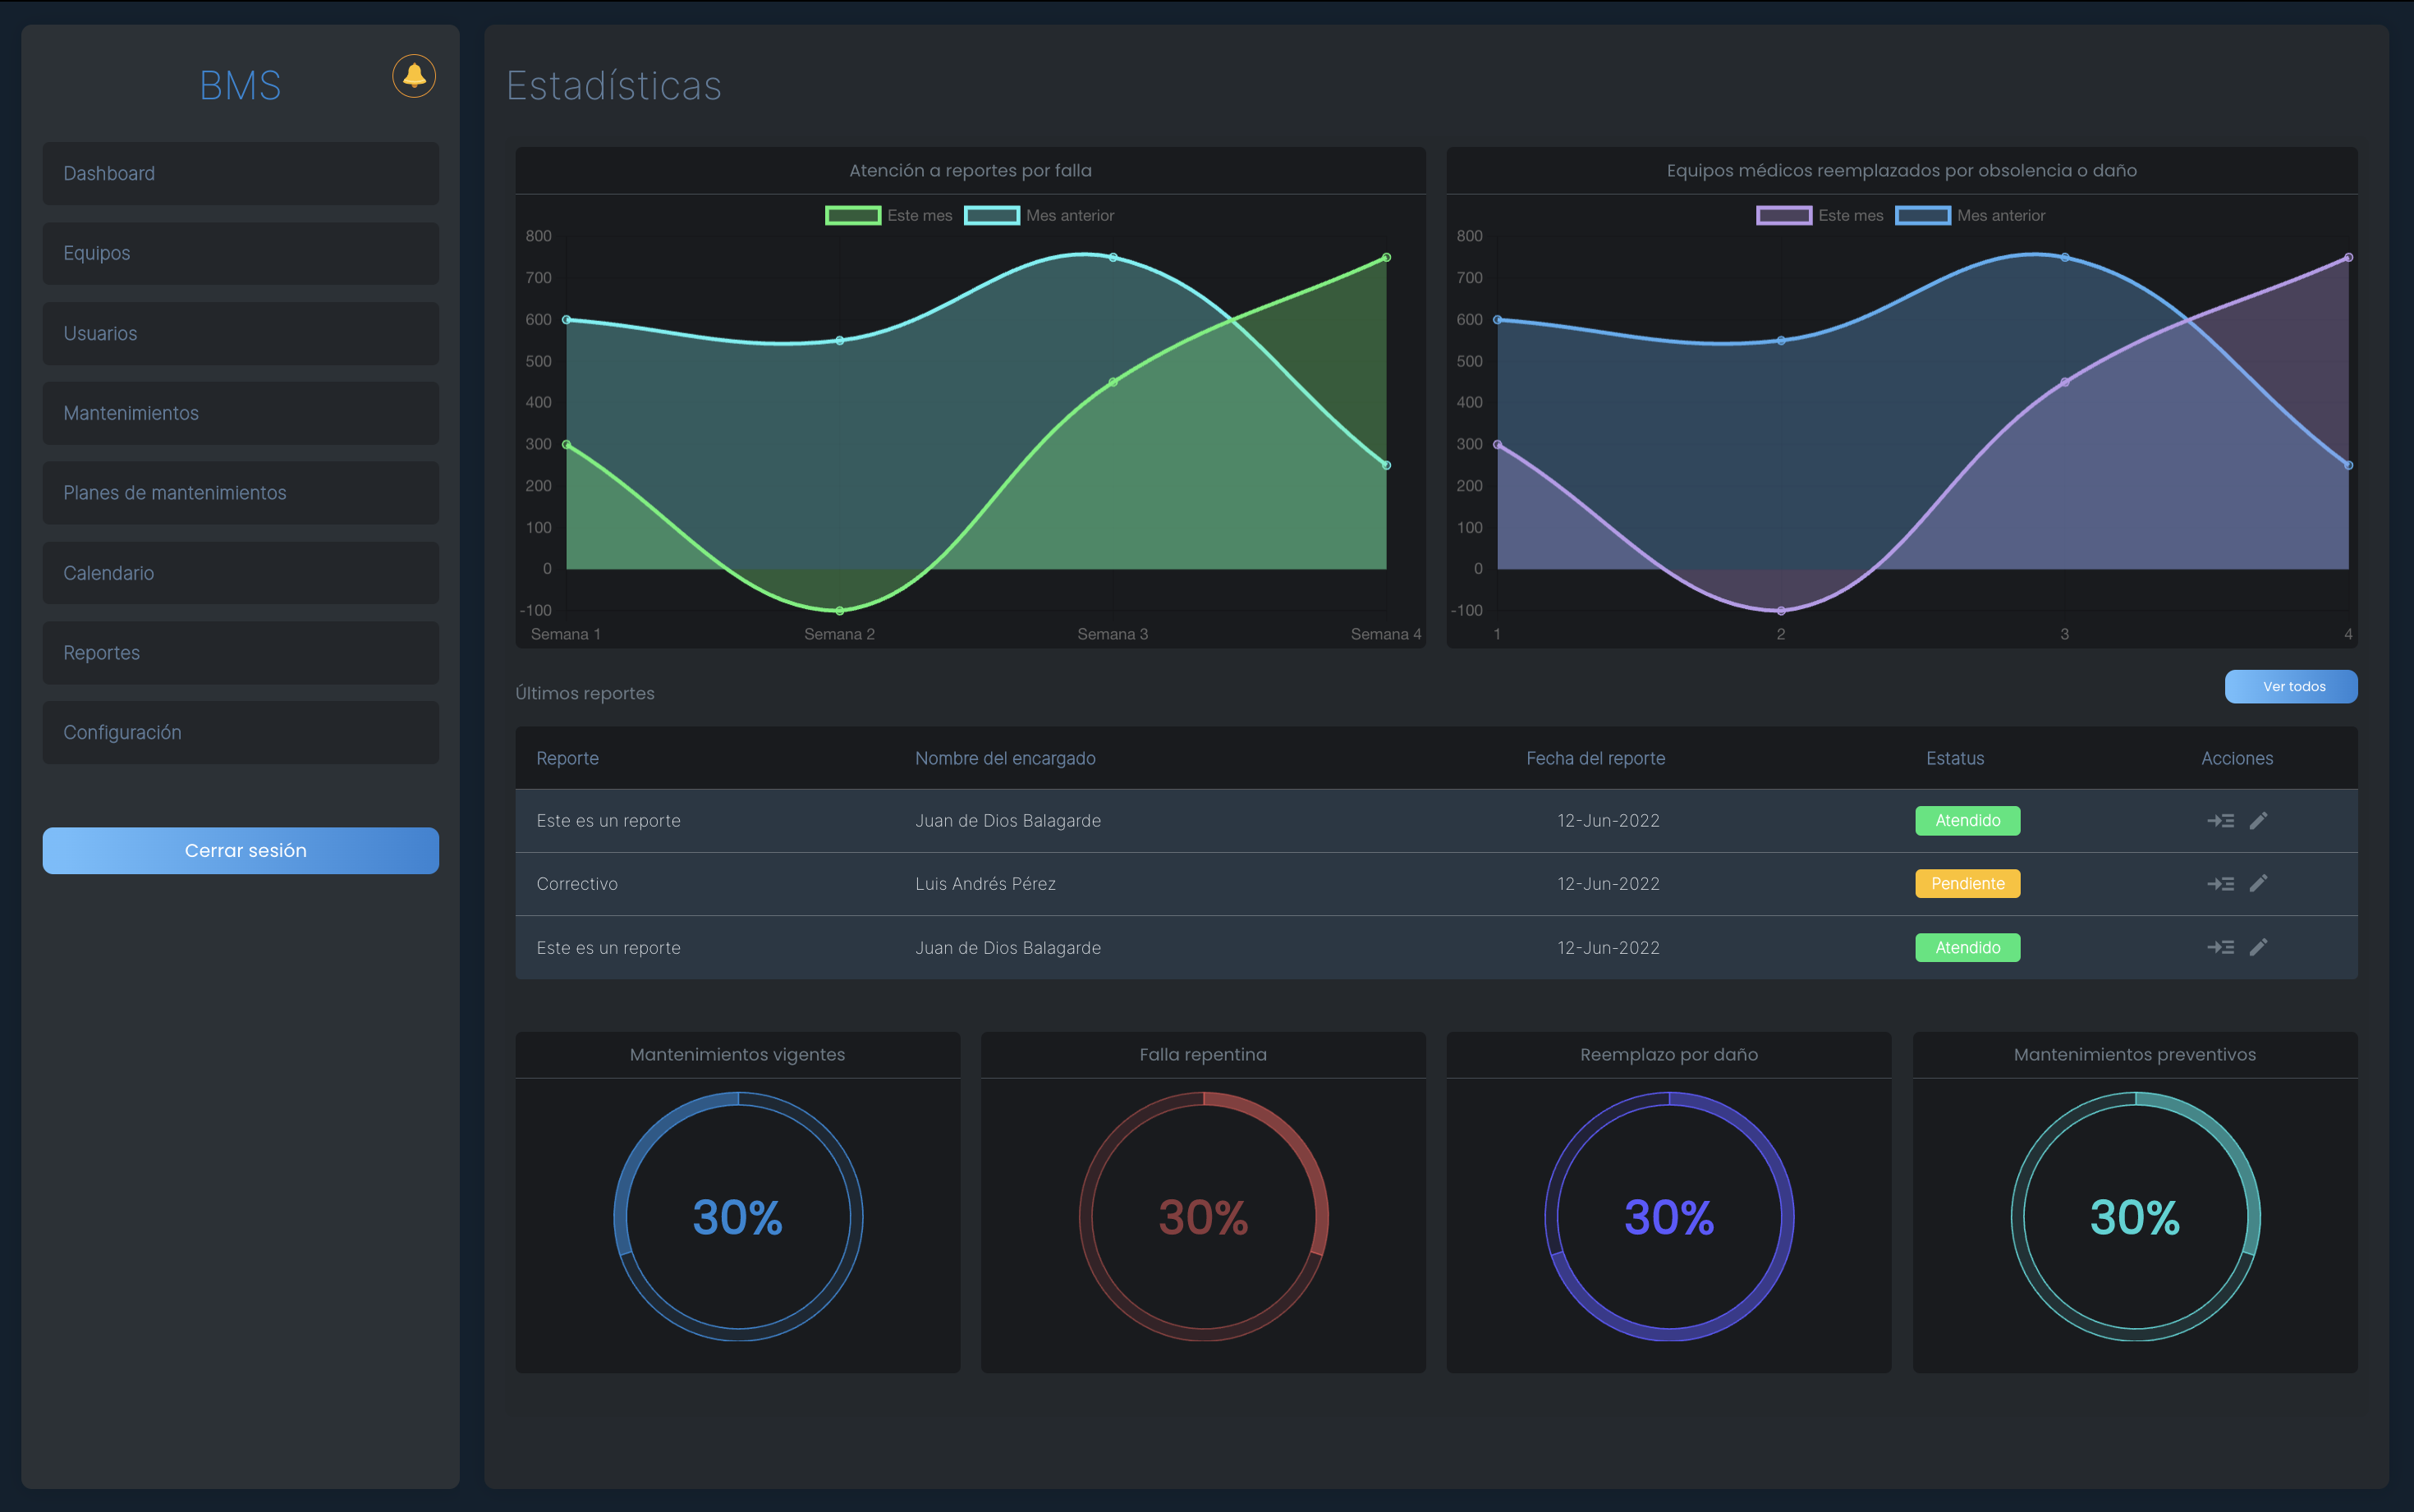 BMS
Dashboard
Equipos
Usuarios
Mantenimientos
Planes de mantenimientos
Calendario
Reportes
Configuración
Cerrar sesión
Estadísticas
Atención a reportes por falla
Este mes Mes anterior
800
700
600
500
400
300
200
100
0
-100
Semana 1 Semana 2 Semana 3 Semana 4
Equipos médicos reemplazados por obsolencia o daño
Este mes Mes anterior
800
700
600
500
400
300
200
100
0
-100
1 2 3 4
Últimos reportes
Ver todos
Reporte Nombre del encargado Fecha del reporte Estatus Acciones
Este es un reporte Juan de Dios Balagarde 12-Jun-2022 Atendido
Correctivo Luis Andrés Pérez 12-Jun-2022 Pendiente
Este es un reporte Juan de Dios Balagarde 12-Jun-2022 Atendido
Mantenimientos vigentes
30%
Falla repentina
30%
Reemplazo por daño
30%
Mantenimientos preventivos
30%